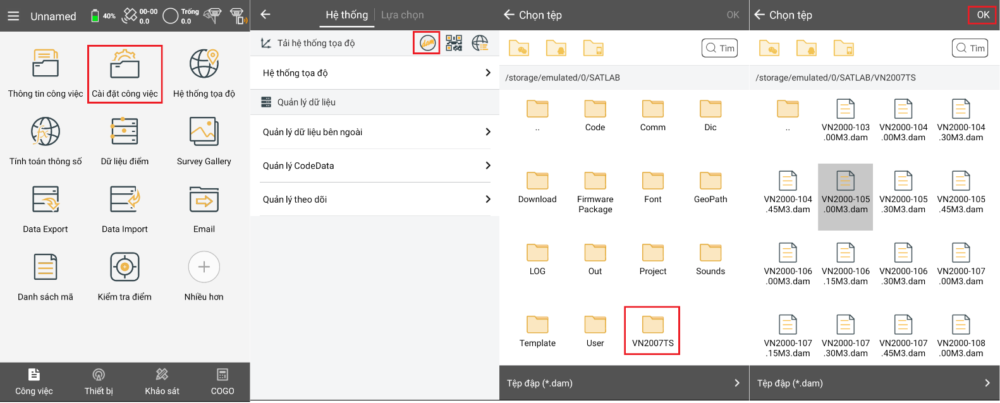 Unnamed
40%
00-00
0.0
Trống
0.0
Thông tin công việc
Cài đặt công việc
Hệ thống tọa độ
fx
Tính toán thông số
Dữ liệu điểm
Survey Gallery
Data Export
Data Import
Email
Danh sách mã
Kiểm tra điểm
Nhiều hơn
Công việc
Thiết bị
Khảo sát
COGO
Hệ thống
Lựa chọn
Tải hệ thống tọa độ
dam
Hệ thống tọa độ
Quản lý dữ liệu
Quản lý dữ liệu bên ngoài
Quản lý CodeData
Quản lý theo dõi
Chọn tệp
OK
Tìm
/storage/emulated/0/SATLAB
..
Code
Comm
Dic
Download
Firmware
Package
Font
GeoPath
LOG
Out
Project
Sounds
Template
User
VN2007TS
Tệp đập (*.dam)
Chọn tệp
OK
Tìm
/storage/emulated/0/SATLAB/VN2007TS
..
VN2000-103
.00M3.dam
VN2000-104
.00M3.dam
VN2000-104
.30M3.dam
VN2000-104
.45M3.dam
VN2000-105
.00M3.dam
VN2000-105
.30M3.dam
VN2000-105
.45M3.dam
VN2000-106
.00M3.dam
VN2000-106
.15M3.dam
VN2000-106
.30M3.dam
VN2000-107
.00M3.dam
VN2000-107
.15M3.dam
VN2000-107
.30M3.dam
VN2000-107
.45M3.dam
VN2000-108
.00M3.dam
Tệp đập (*.dam)